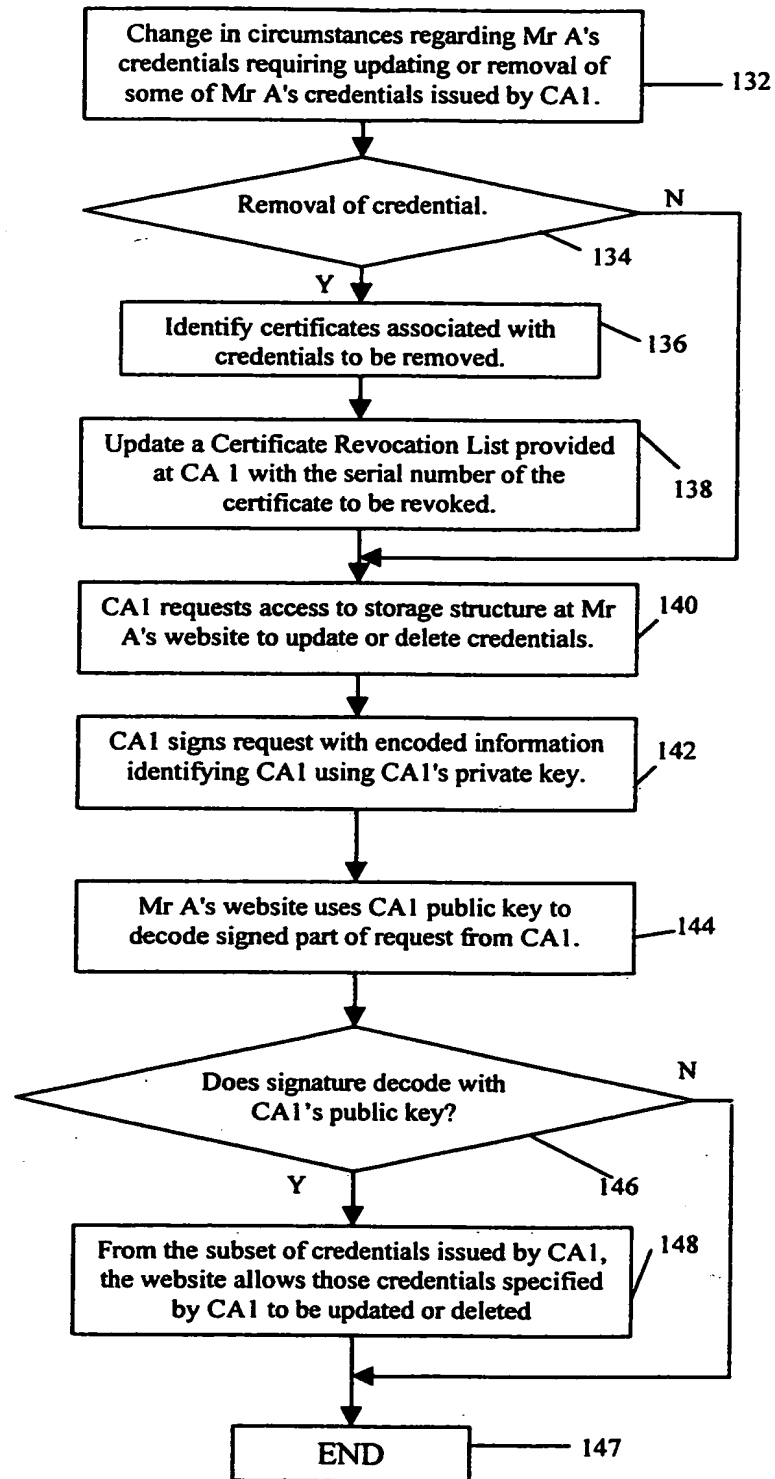 Change in circumstances regarding Mr A's
credentials requiring updating or removal of
some of Mr A's credentials issued by CA1.
132
Removal of credential.
N
134
Y
Identify certificates associated with
credentials to be removed.
136
Update a Certificate Revocation List provided
at CA 1 with the serial number of the
certificate to be revoked.
138
CA1 requests access to storage structure at Mr
A's website to update or delete credentials.
140
CA1 signs request with encoded information
identifying CA1 using CA1's private key.
142
Mr A's website uses CA1 public key to
decode signed part of request from CA1.
144
Does signature decode with
CA1's public key?
N
146
Y
From the subset of credentials issued by CA1,
the website allows those credentials specified
by CA1 to be updated or deleted
148
END
147